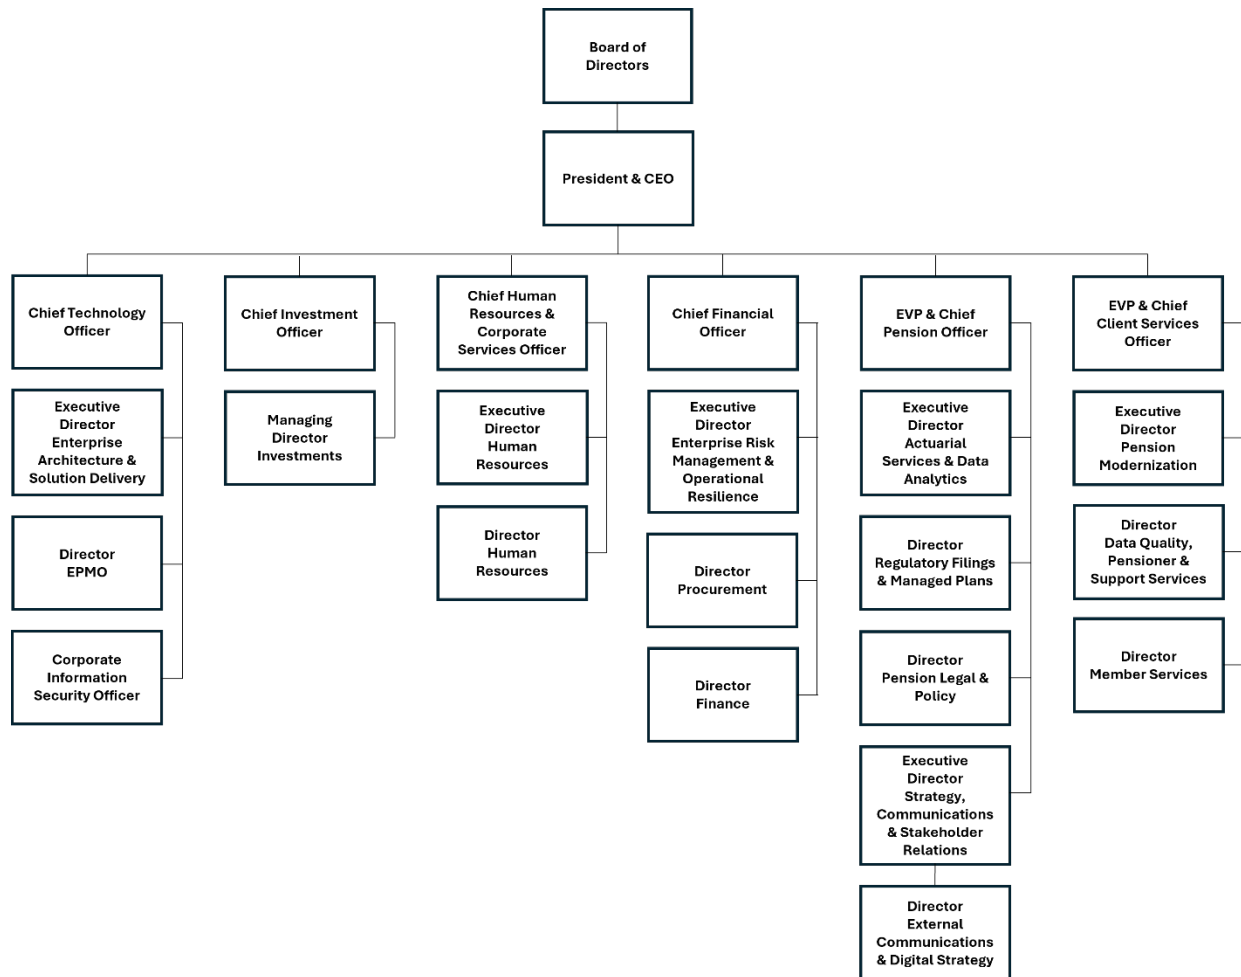 Board of
Directors
President & CEO
Chief Technology
Officer
Chief Investment
Officer
Chief Human
Resources &
Corporate
Services Officer
Chief Financial
Officer
EVP & Chief
Pension Officer
EVP & Chief
Client Services
Officer
Executive
Director
Enterprise
Architecture &
Solution Delivery
Managing
Director
Investments
Executive
Director
Human
Resources
Executive
Director
Enterprise Risk
Management &
Operational
Resilience
Executive
Director
Actuarial
Services & Data
Analytics
Executive
Director
Pension
Modernization
Director
EPMO
Director
Human
Resources
Director
Procurement
Director
Regulatory Filings
& Managed Plans
Director
Data Quality,
Pensioner &
Support Services
Corporate
Information
Security Officer
Director
Finance
Director
Pension Legal &
Policy
Director
Member Services
Executive
Director
Strategy,
Communications
& Stakeholder
Relations
Director
External
Communications
& Digital Strategy